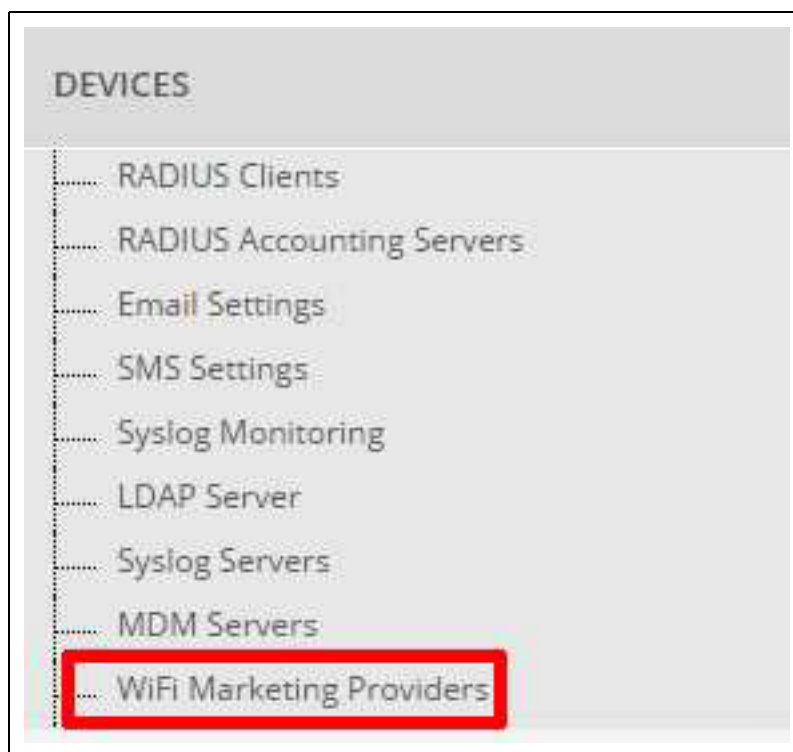 DEVICES
RADIUS Clients
RADIUS Accounting Servers
Email Settings
SMS Settings
Syslog Monitoring
LDAP Server
Syslog Servers
MDM Servers
WiFi Marketing Providers